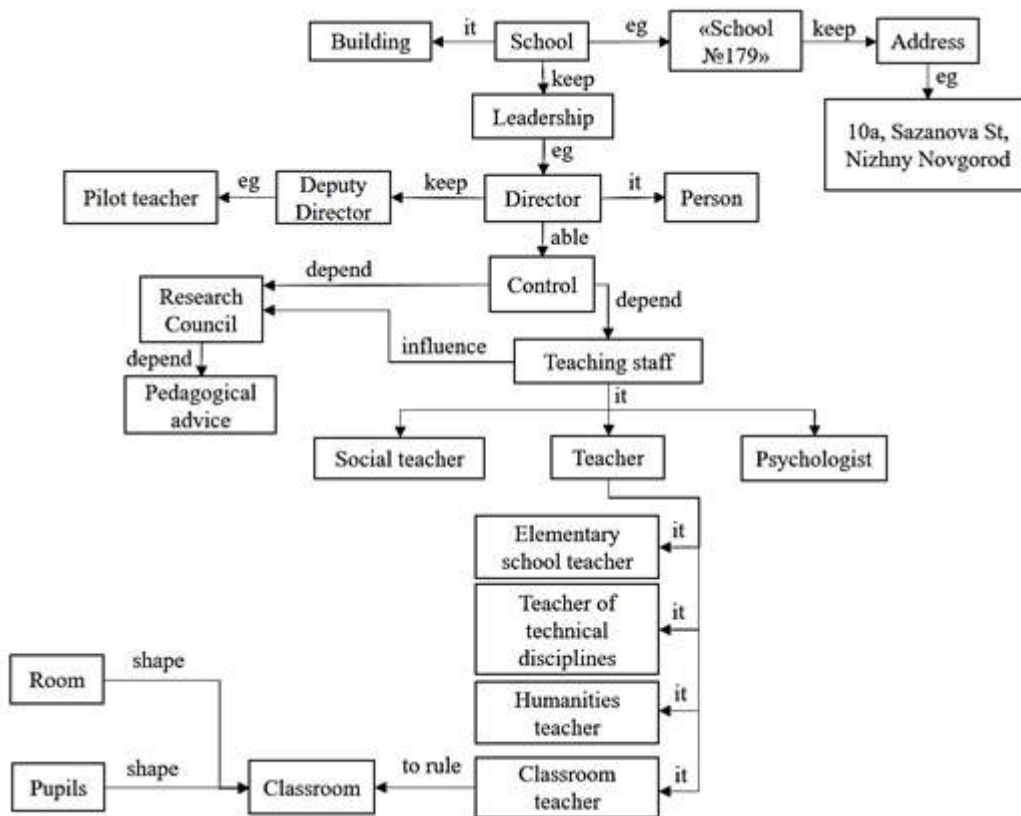 Building
it
School
eg
«School
№179»
keep
Address
keep
eg
Leadership
10a, Sazanova St,
Nizhny Novgorod
eg
Pilot teacher
eg
Deputy
Director
keep
Director
it
Person
able
depend
Control
depend
Research
Council
influence
Teaching staff
depend
Pedagogical
advice
it
Social teacher
Teacher
Psychologist
Elementary
school teacher
it
Teacher of
technical
disciplines
it
Room
shape
Humanities
teacher
it
Pupils
shape
Classroom
to rule
Classroom
teacher
it